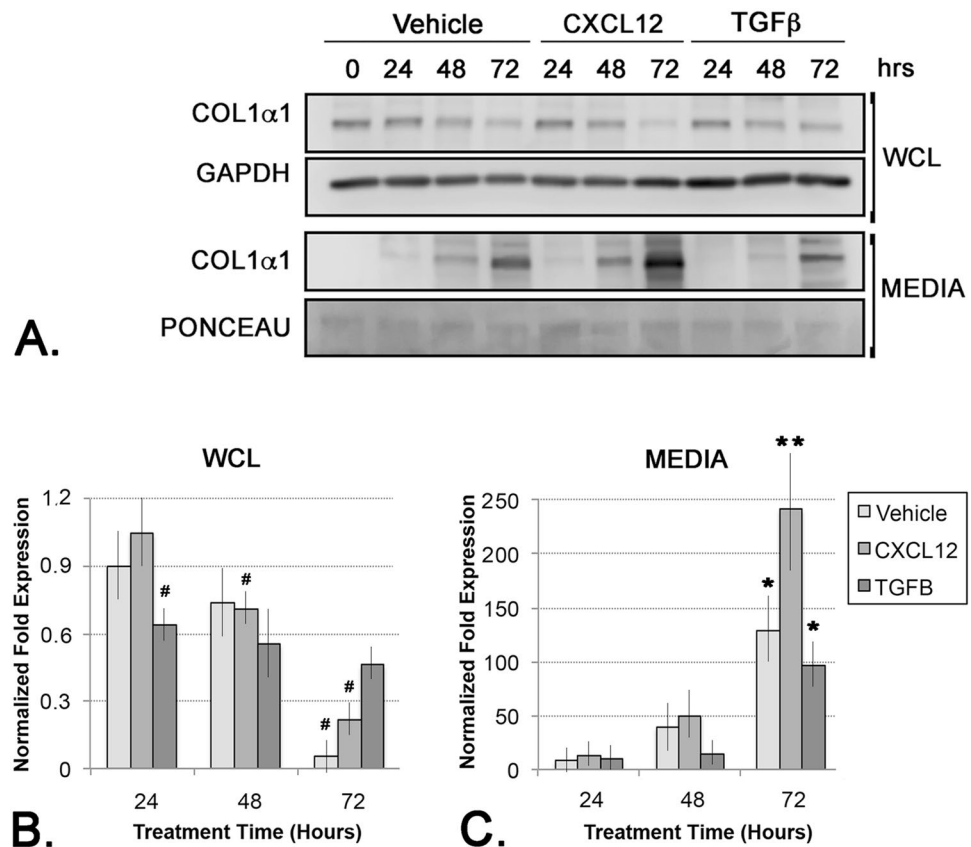 Vehicle CXCL12 TGFβ
0 24 48 72 24 48 72 24 48 72 hrs
COL1α1
GAPDH
WCL
COL1α1
PONCEAU
MEDIA
A.
WCL
Normalized Fold Expression
1.2
0.9
0.6
0.3
0
#
#
#
#
24 48 72
Treatment Time (Hours)
B.
MEDIA
Normalized Fold Expression
250
200
150
100
50
0
*
**
*
24 48 72
Treatment Time (Hours)
C.
Vehicle
CXCL12
TGFB